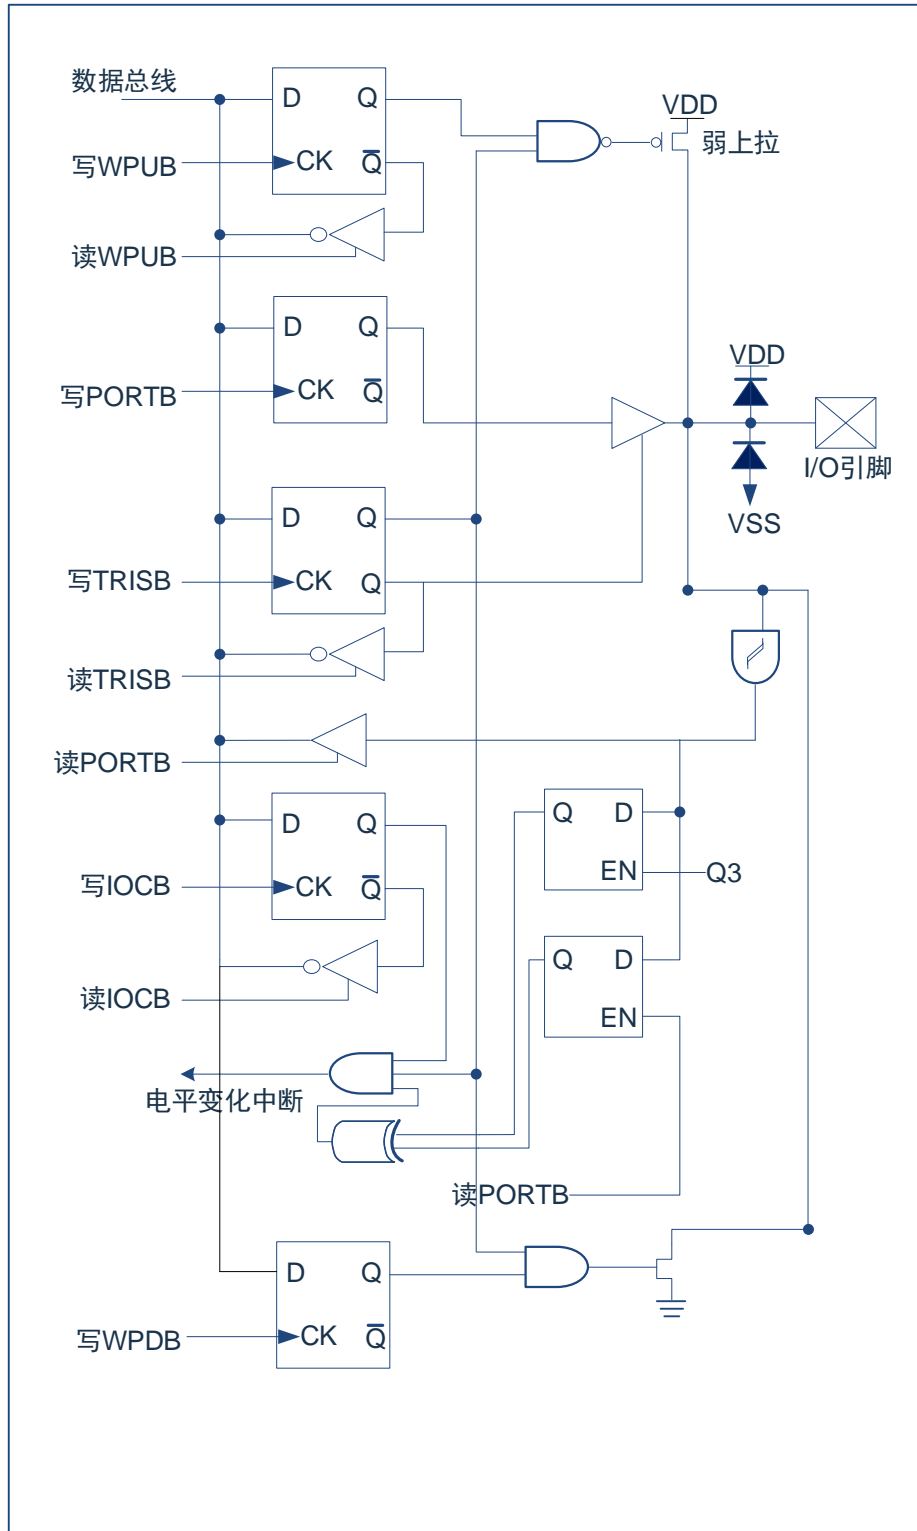 数据总线
D Q
VDD
弱上拉
写WPUB
CK Q
读WPUB
D Q
VDD
写PORTB
CK Q
I/O引脚
D Q
VSS
写TRISB
CK Q
读TRISB
读PORTB
D Q
Q D
写IOCB
CK Q
EN Q3
Q D
读IOCB
EN
电平变化中断
读PORTB
D Q
写WPDB
CK Q